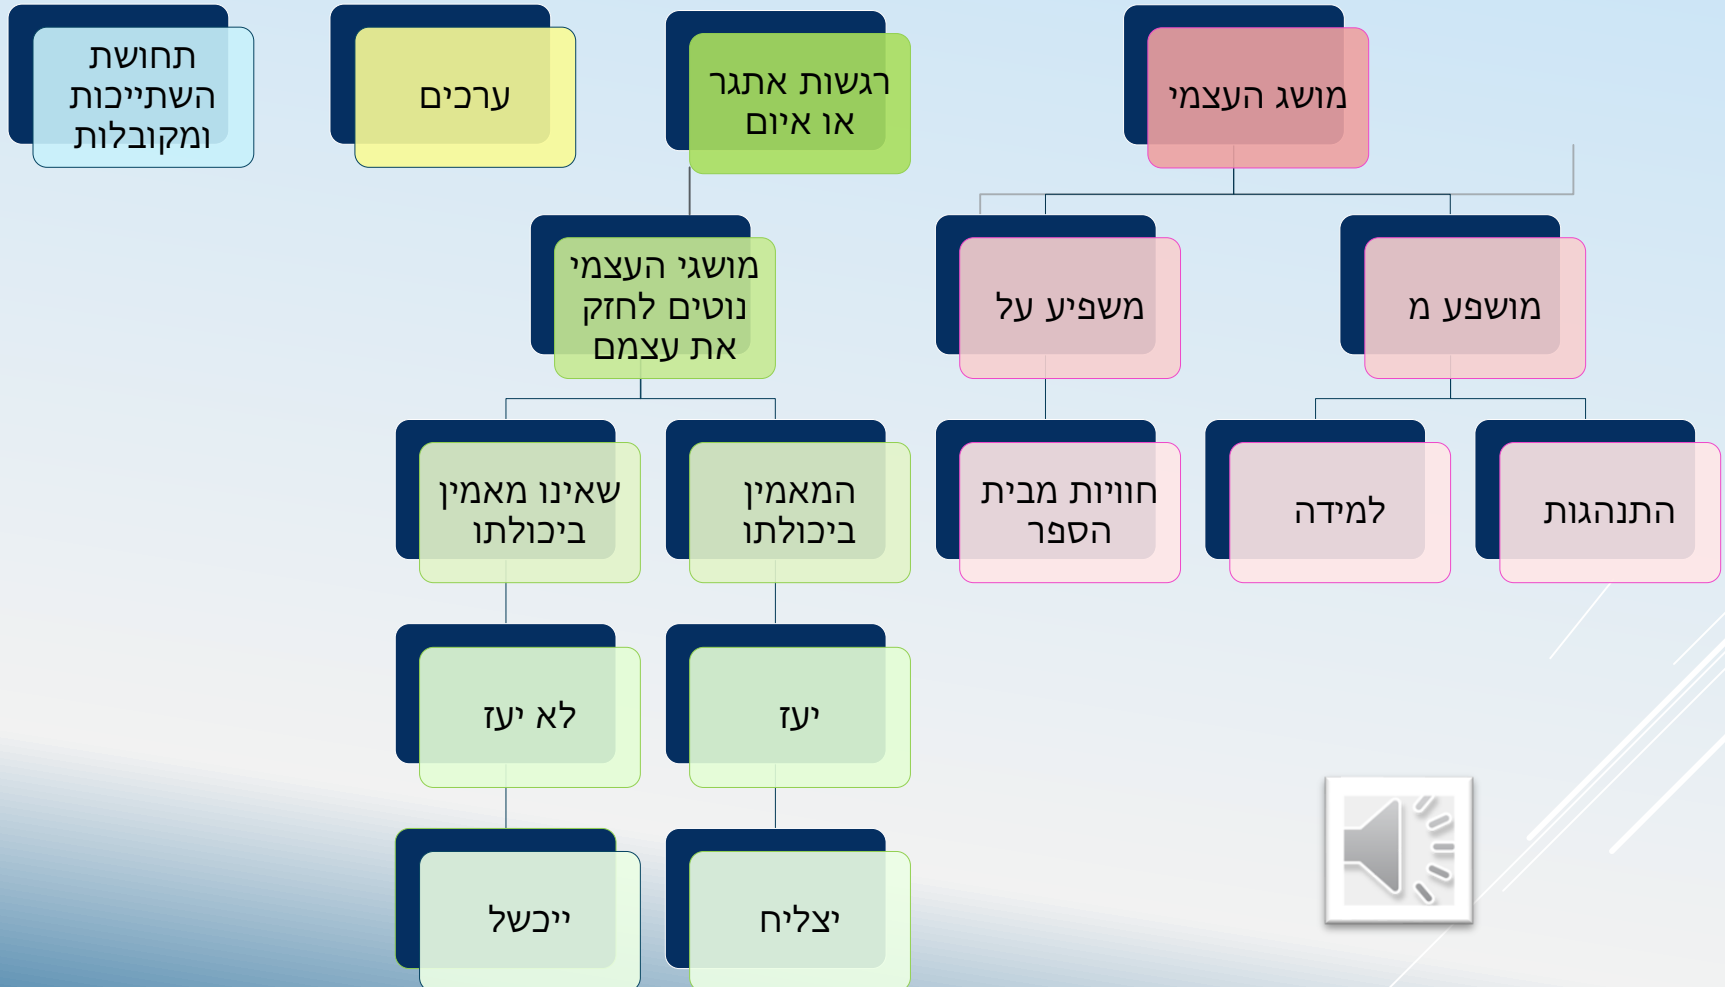 מושג העצמי
רגשות אתגר
או איום
ערכים
תחושת
השתייכות
ומקובלות
מושפע מ
משפיע על
מושגי העצמי
נוטים לחזק
את עצמם
התנהגות
למידה
חוויות מבית
הספר
המאמין
ביכולתו
שאינו מאמין
ביכולתו
יעז
לא יעז
יצליח
ייכשל